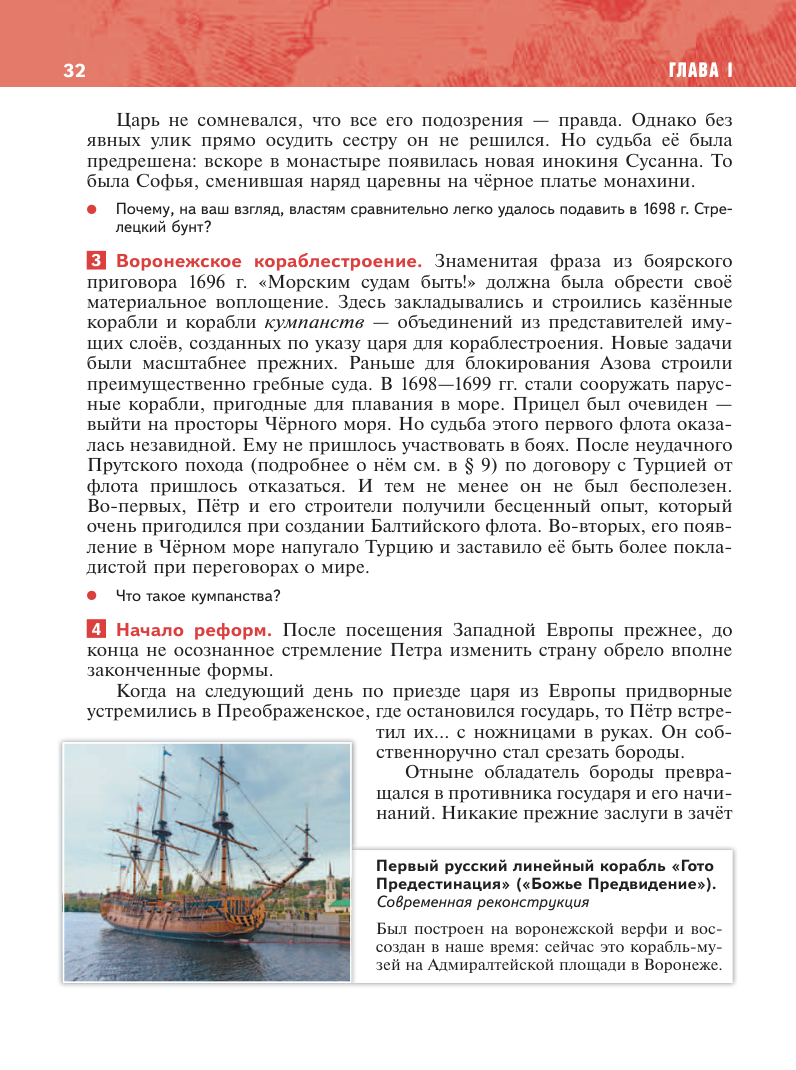 32
ГЛАВА I
Царь не сомневался, что все его подозрения — правда. Однако без
явных улик прямо осудить сестру он не решился. Но судьба её была
предрешена: вскоре в монастыре появилась новая инокиня Сусанна. То
была Софья, сменившая наряд царевны на чёрное платье монахини.
● Почему, на ваш взгляд, властям сравнительно легко удалось подавить в 1698 г. Стре-
лецкий бунт?
3 Воронежское кораблестроение. Знаменитая фраза из боярского
приговора 1696 г. «Морским судам быть!» должна была обрести своё
материальное воплощение. Здесь закладывались и строились казённые
корабли и корабли кумпанств — объединений из представителей иму-
щих слоёв, созданных по указу царя для кораблестроения. Новые задачи
были масштабнее прежних. Раньше для блокирования Азова строили
преимущественно гребные суда. В 1698—1699 гг. стали сооружать парус-
ные корабли, пригодные для плавания в море. Прицел был очевиден —
выйти на просторы Чёрного моря. Но судьба этого первого флота оказа-
лась незавидной. Ему не пришлось участвовать в боях. После неудачного
Прутского похода (подробнее о нём см. в § 9) по договору с Турцией от
флота пришлось отказаться. И тем не менее он не был бесполезен.
Во-первых, Пётр и его строители получили бесценный опыт, который
очень пригодился при создании Балтийского флота. Во-вторых, его появ-
ление в Чёрном море напугало Турцию и заставило её быть более покла-
дистой при переговорах о мире.
● Что такое кумпанства?
4 Начало реформ. После посещения Западной Европы прежнее, до
конца не осознанное стремление Петра изменить страну обрело вполне
законченные формы.
Когда на следующий день по приезде царя из Европы придворные
устремились в Преображенское, где остановился государь, то Пётр встре-
тил их... с ножницами в руках. Он соб-
ственноручно стал срезать бороды.
Отныне обладатель бороды превра-
щался в противника государя и его начи-
наний. Никакие прежние заслуги в зачёт
Первый русский линейный корабль «Гото
Предестинация» («Божье Предвидение»).
Современная реконструкция
Был построен на воронежской верфи и вос-
создан в наше время: сейчас это корабль-му-
зей на Адмиралтейской площади в Воронеже.